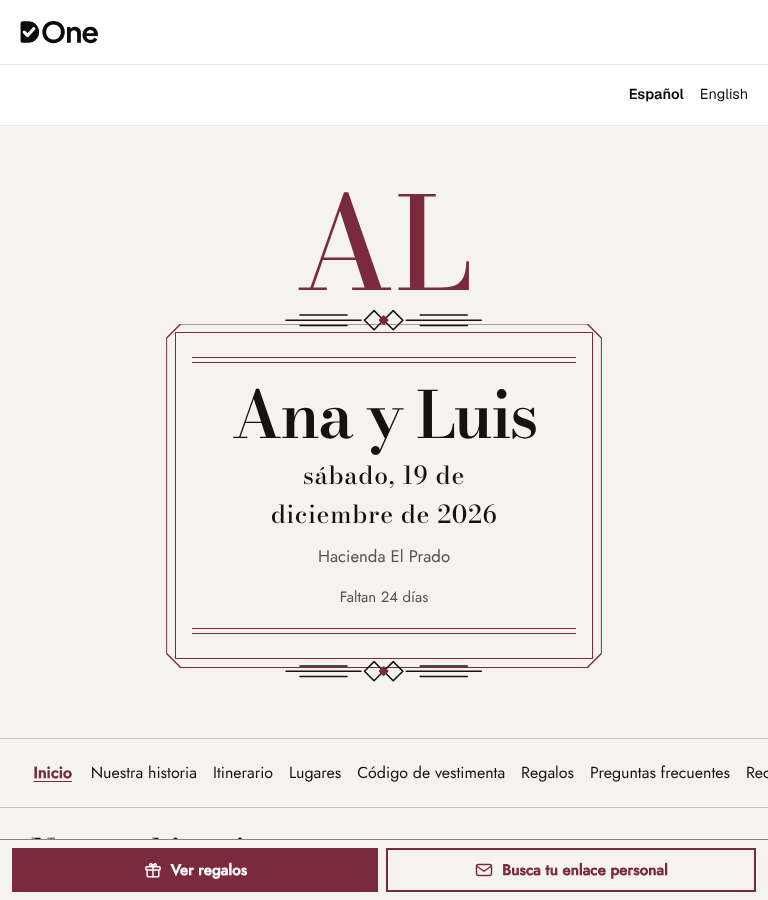 One
Español English
AL
Ana y Luis
sábado, 19 de
diciembre de 2026
Hacienda El Prado
Faltan 24 días
Inicio Nuestra historia Itinerario Lugares Código de vestimenta Regalos Preguntas frecuentes
Ver regalos Busca tu enlace personal